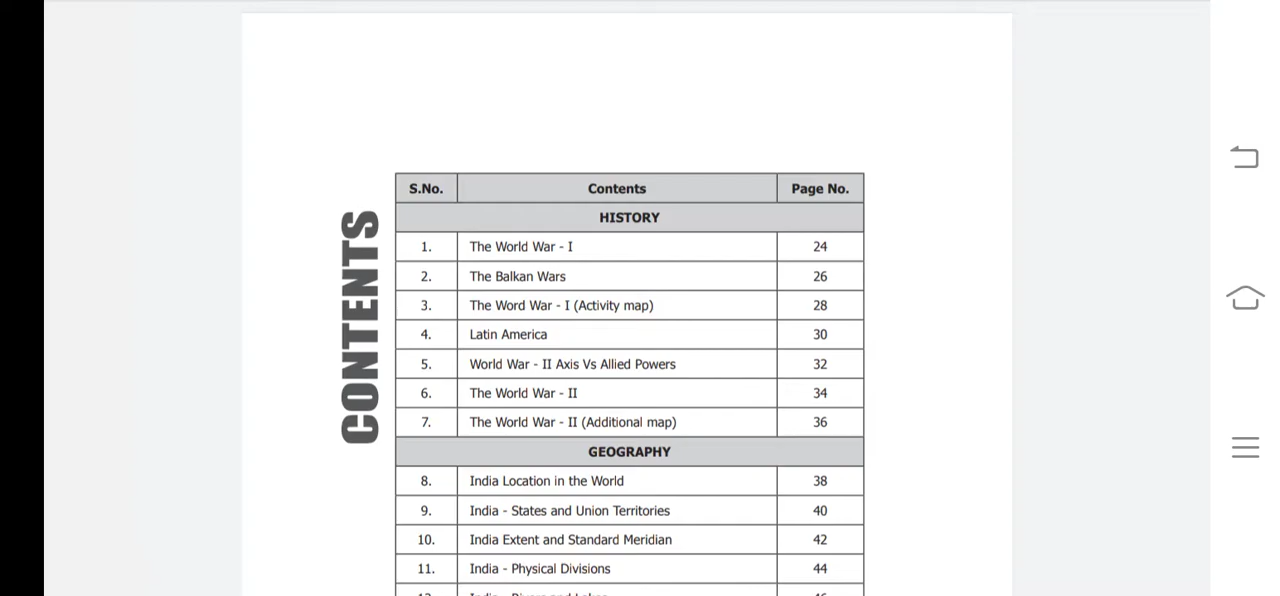 CONTENTS
S.No. Contents Page No.
HISTORY
1. The World War - I 24
2. The Balkan Wars 26
3. The Word War - I (Activity map) 28
4. Latin America 30
5. World War - II Axis Vs Allied Powers 32
6. The World War - II 34
7. The World War - II (Additional map) 36
GEOGRAPHY
8. India Location in the World 38
9. India - States and Union Territories 40
10. India Extent and Standard Meridian 42
11. India - Physical Divisions 44